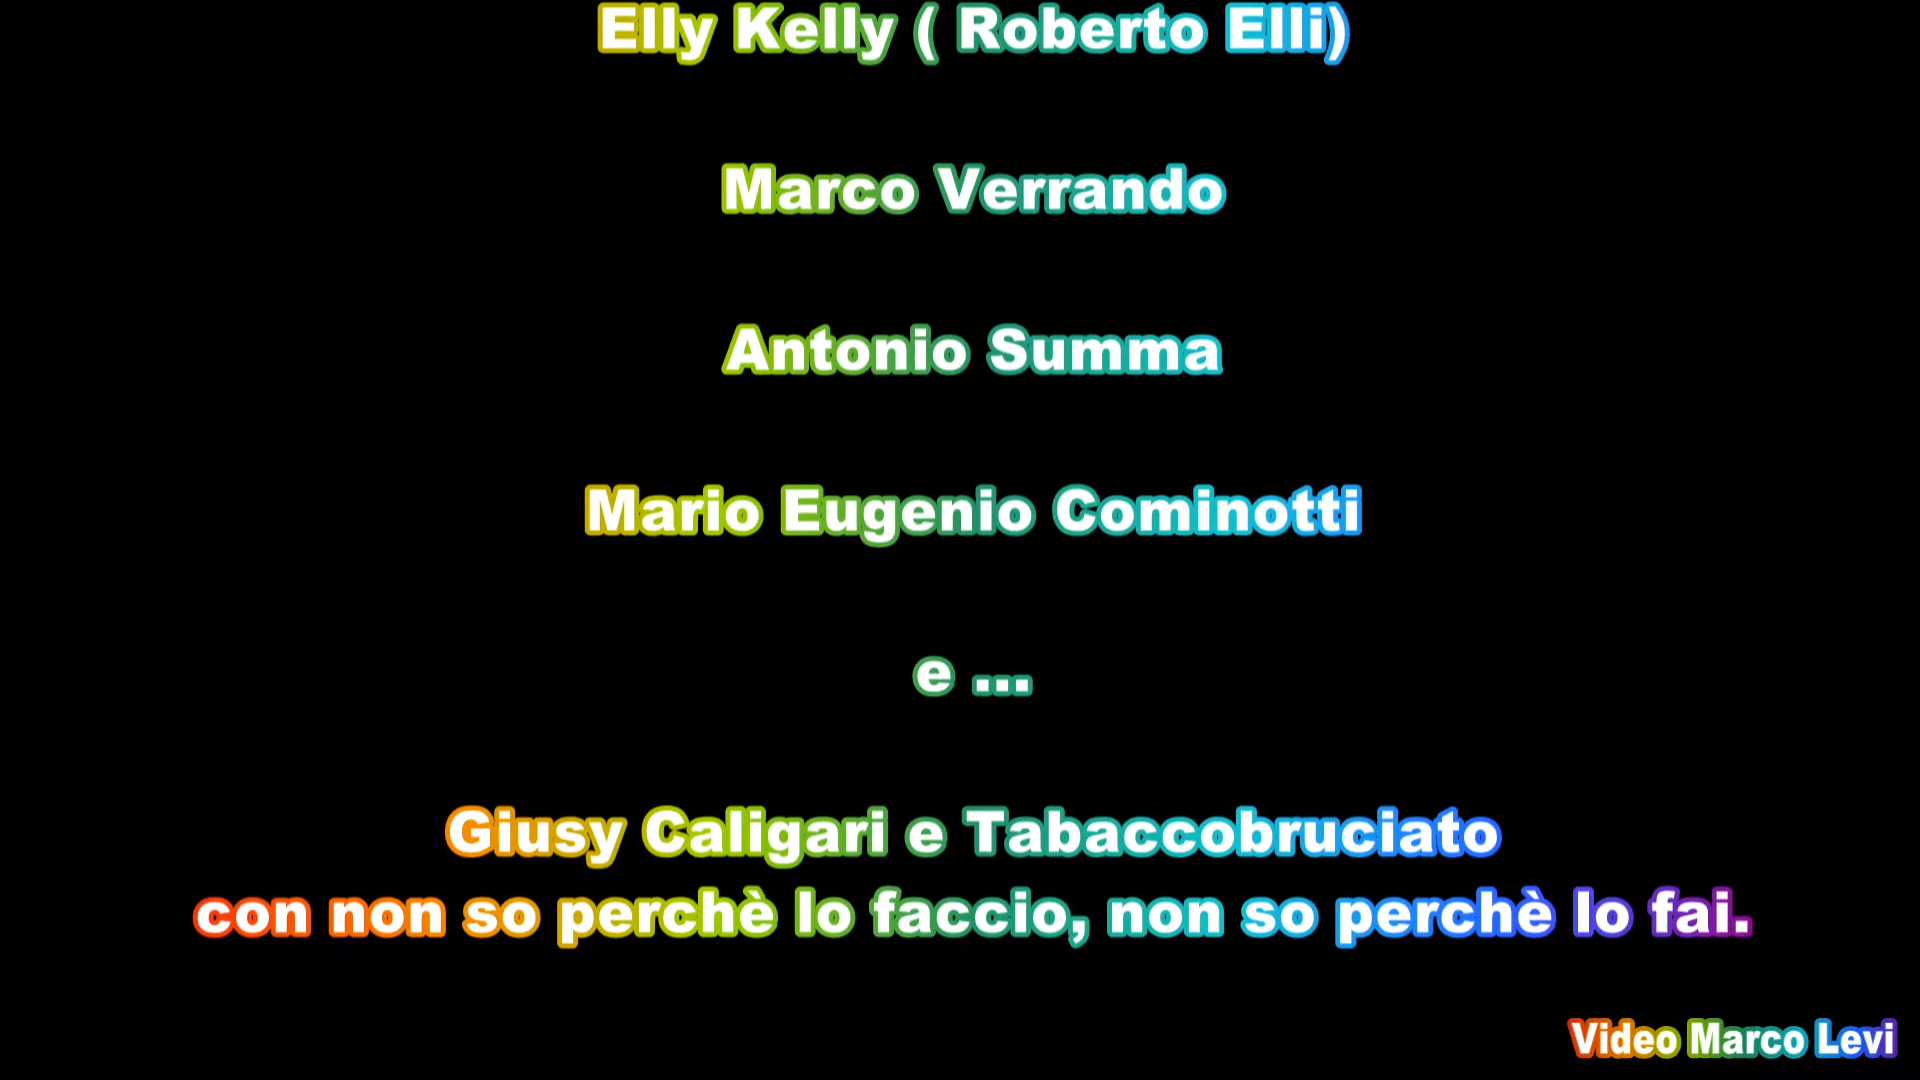 Elly Kelly ( Roberto Elli)
Marco Verrando
Antonio Summa
Mario Eugenio Cominotti
e ...
Giusy Caligari e Tabaccobruciato
con non so perchè lo faccio, non so perchè lo fai.
Video Marco Levi